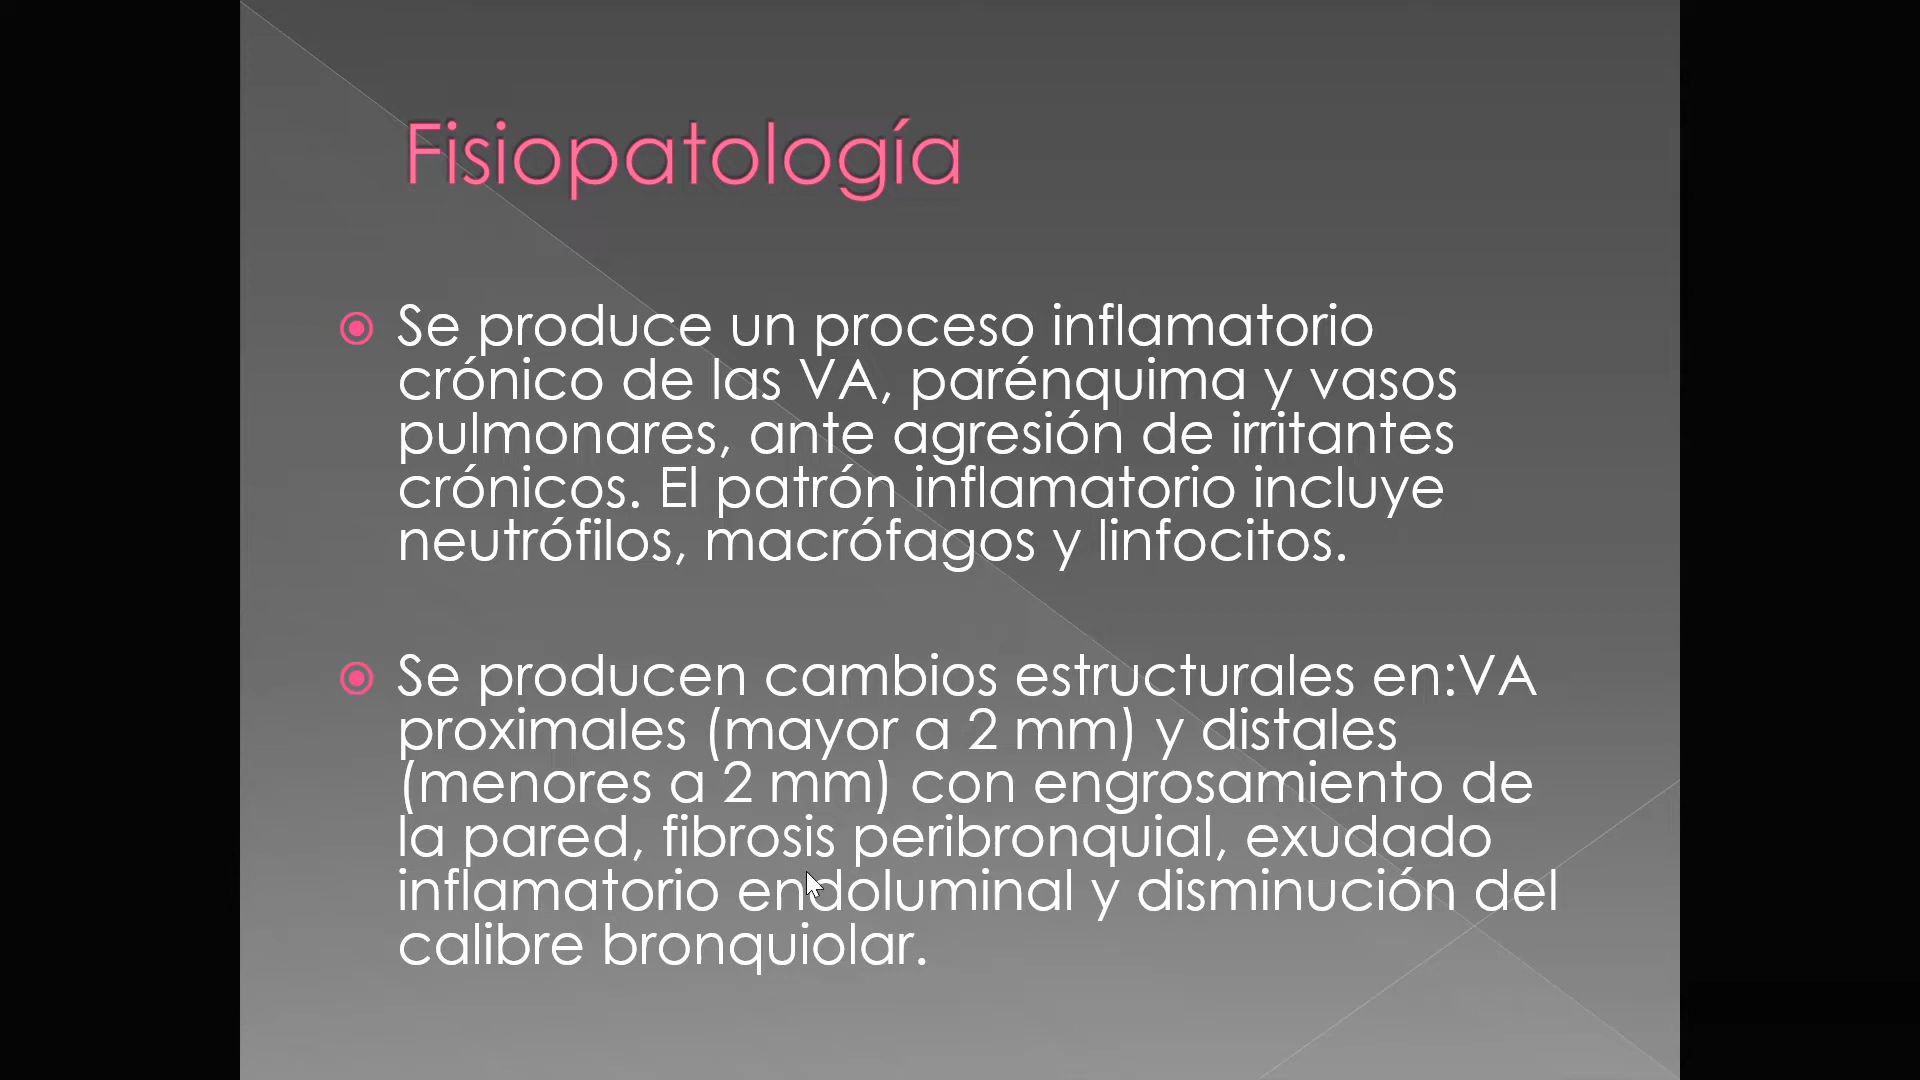 Fisiopatología
Se produce un proceso inflamatorio
crónico de las VA, parénquima y vasos
pulmonares, ante agresión de irritantes
crónicos. El patrón inflamatorio incluye
neutrófilos, macrófagos y linfocitos.
Se producen cambios estructurales en:VA
proximales (mayor a 2 mm) y distales
(menores a 2 mm) con engrosamiento de
la pared, fibrosis peribronquial, exudado
inflamatorio endoluminal y disminución del
calibre bronquiolar.